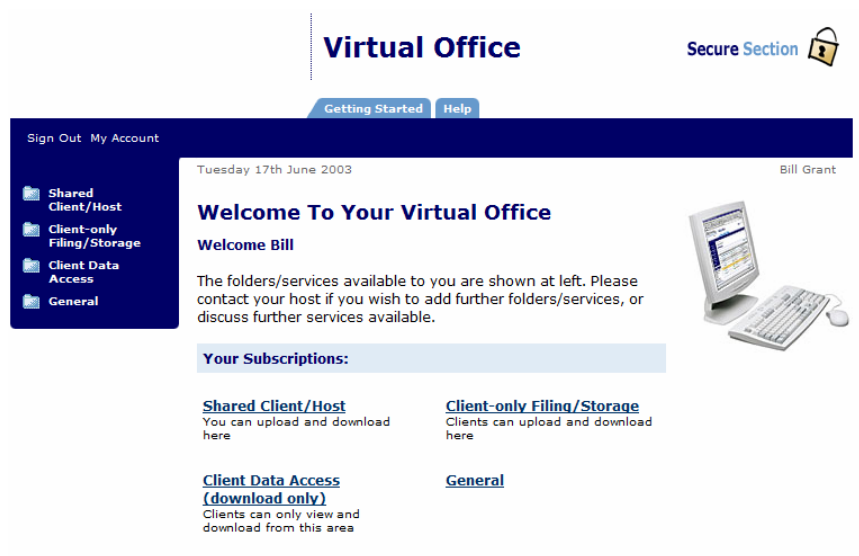 Virtual Office
Secure Section
Getting Started Help
Sign Out My Account
Tuesday 17th June 2003
Bill Grant
Shared
Client/Host
Client-only
Filing/Storage
Client Data
Access
General
Welcome To Your Virtual Office
Welcome Bill
The folders/services available to you are shown at left. Please
contact your host if you wish to add further folders/services, or
discuss further services available.
Your Subscriptions:
Shared Client/Host
You can upload and download
here
Client-only Filing/Storage
Clients can upload and download
here
Client Data Access
(download only)
Clients can only view and
download from this area
General